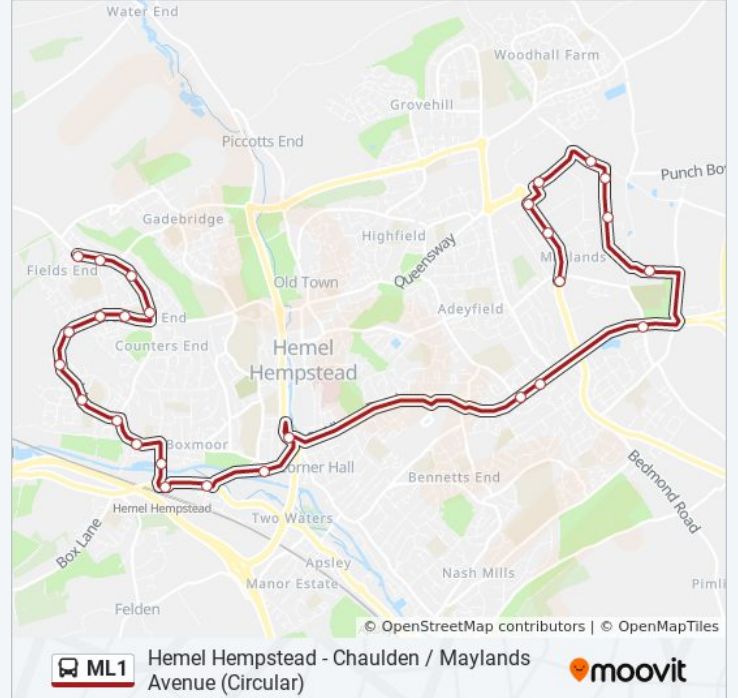 Water End
Woodhall Farm
Grovehill
Piccotts End
Punch Bo
Gadebridge
Highfield
Queensway
Fields End
Old Town
Adeyfield
End
Counters End
Hemel
Hempstead
Boxmoor
Corner Hall
Bennetts End
Bedmond Road
Hemel Hempstead
Two Waters
Box Lane
Apsley
Nash Mills
Manor Estate
Pimli
Felden
© OpenStreetMap contributors | © OpenMapTiles
ML1
Hemel Hempstead - Chaulden / Maylands
Avenue (Circular)
moovit